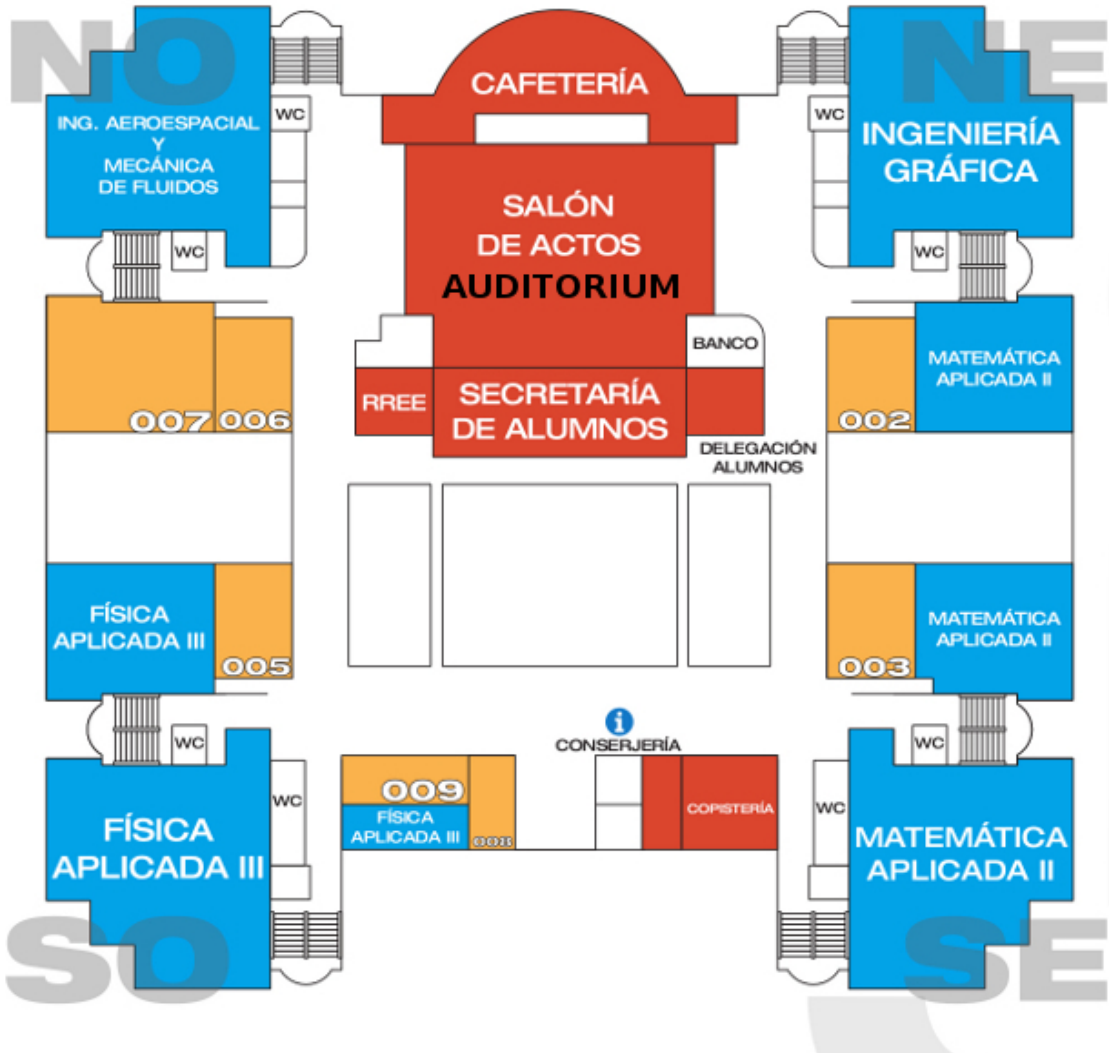 NO
NE
CAFETERÍA
WC
WC
ING. AEROESPACIAL
Y
MECÁNICA
DE FLUIDOS
INGENIERÍA
GRÁFICA
SALÓN
DE ACTOS
AUDITORIUM
WC
WC
BANCO
MATEMÁTICA
APLICADA II
RREE
SECRETARÍA
DE ALUMNOS
007
006
002
DELEGACIÓN
ALUMNOS
FÍSICA
APLICADA III
005
MATEMÁTICA
APLICADA II
003
i
CONSERJERÍA
WC
WC
009
FÍSICA
APLICADA III
008
COPISTERÍA
WC
WC
FÍSICA
APLICADA III
MATEMÁTICA
APLICADA II
SO
SE